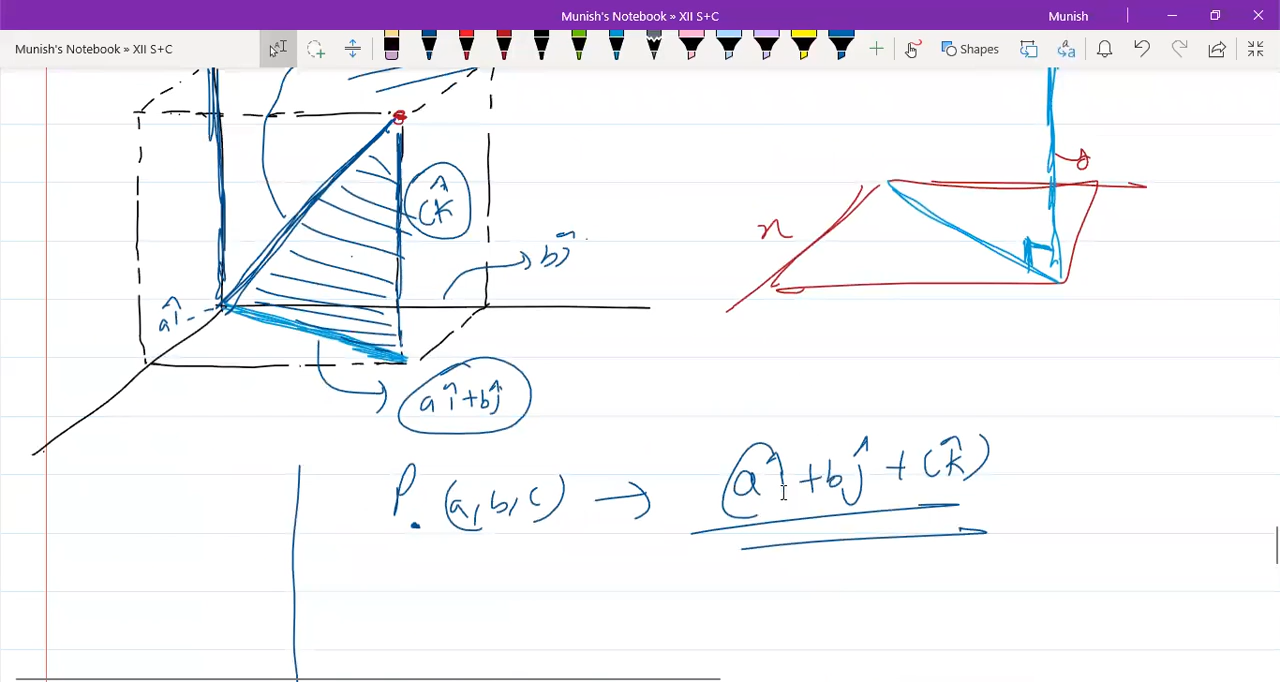 Munish's Notebook » XII S+C
Munish
Munish's Notebook » XII S+C
Shapes
ck̂
bĵ
aî
n
aî+bĵ
P. (a,b,c) → (aî+bĵ+ck̂)